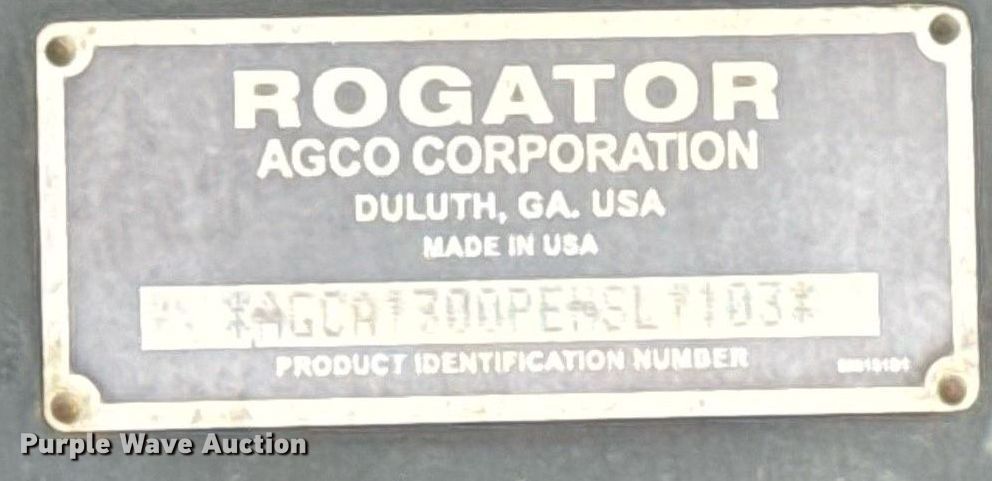 ROGATOR
AGCO CORPORATION
DULUTH, GA. USA
MADE IN USA
PRODUCT IDENTIFICATION NUMBER
Purple Wave Auction